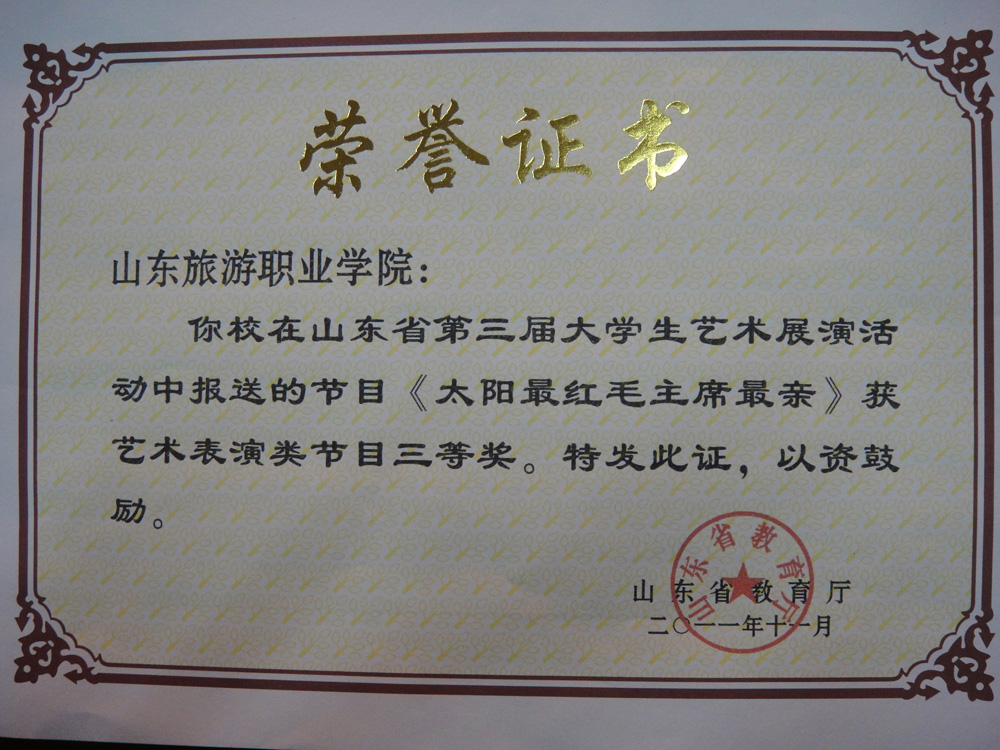 荣誉证书
山东旅游职业学院：
你校在山东省第三届大学生艺术展演活
动中报送的节目《太阳最红毛主席最亲》获
艺术表演类节目三等奖。特发此证，以资鼓
励。
山东省教育厅
山东省教育厅
二〇一一年十一月